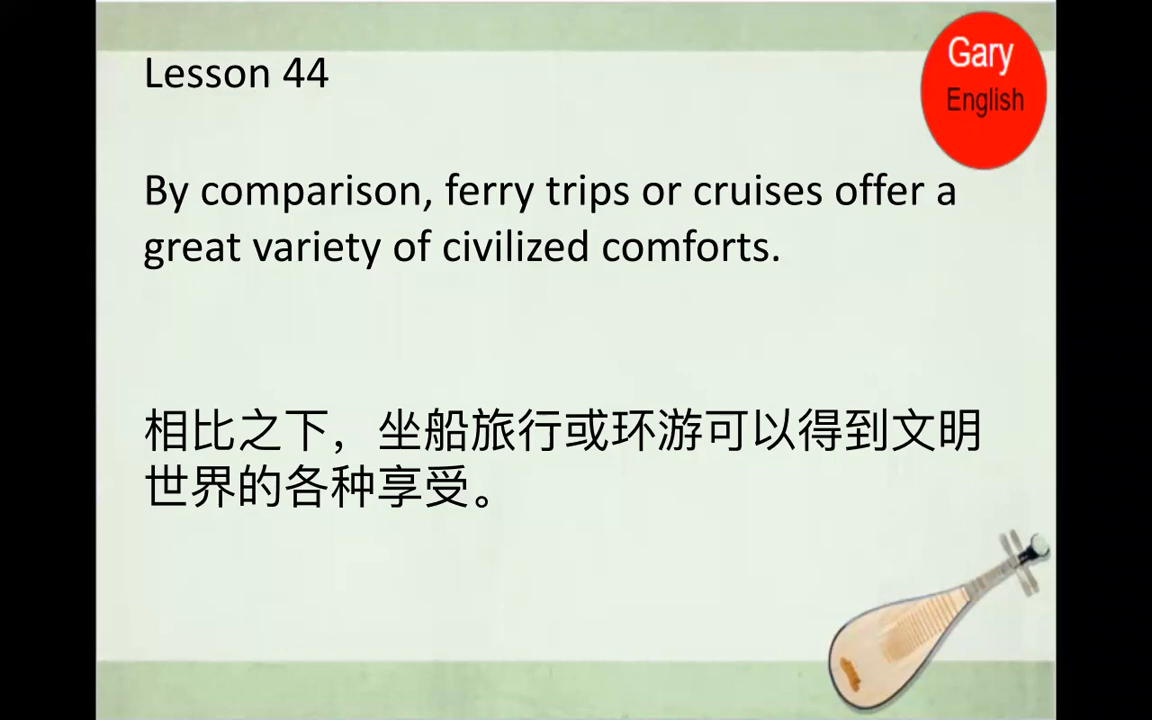 Lesson 44
Gary
English
By comparison, ferry trips or cruises offer a
great variety of civilized comforts.
相比之下，坐船旅行或环游可以得到文明
世界的各种享受。